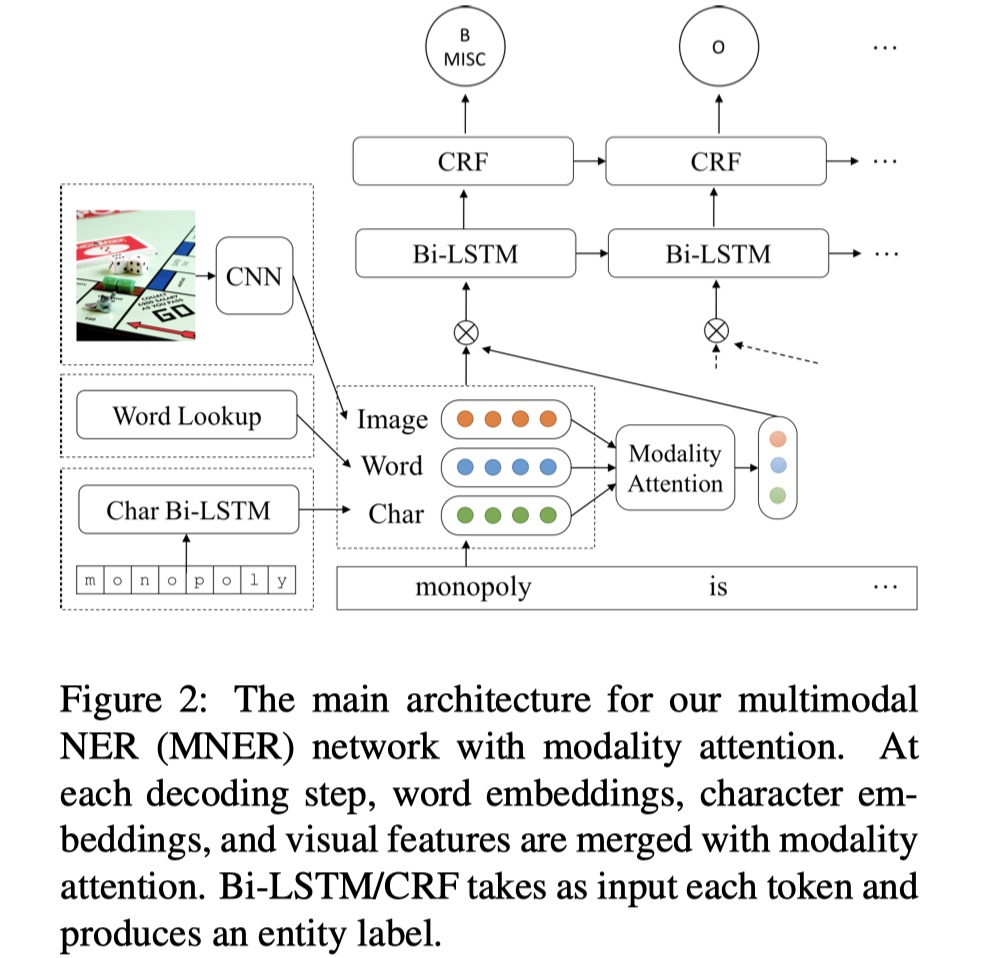 B
MISC
O
...
CRF
CRF
...
Bi-LSTM
Bi-LSTM
...
CNN
GO
Word Lookup
Image
Word
Char
Modality
Attention
Char Bi-LSTM
m o n o p o l y
monopoly
is
...
Figure 2: The main architecture for our multimodal
NER (MNER) network with modality attention. At
each decoding step, word embeddings, character em-
beddings, and visual features are merged with modality
attention. Bi-LSTM/CRF takes as input each token and
produces an entity label.